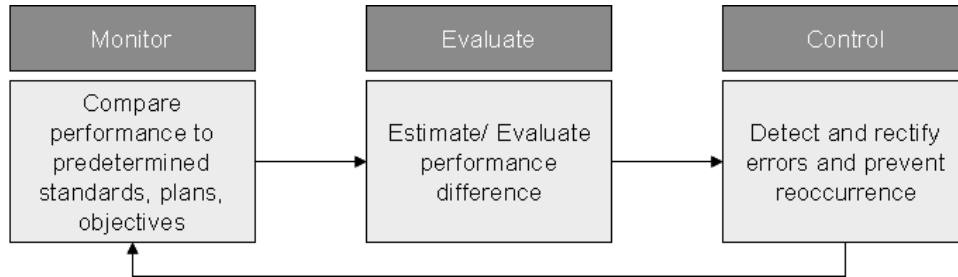 Monitor
Evaluate
Control
Compare
performance to
predetermined
standards, plans,
objectives
Estimate/ Evaluate
performance
difference
Detect and rectify
errors and prevent
reoccurrence